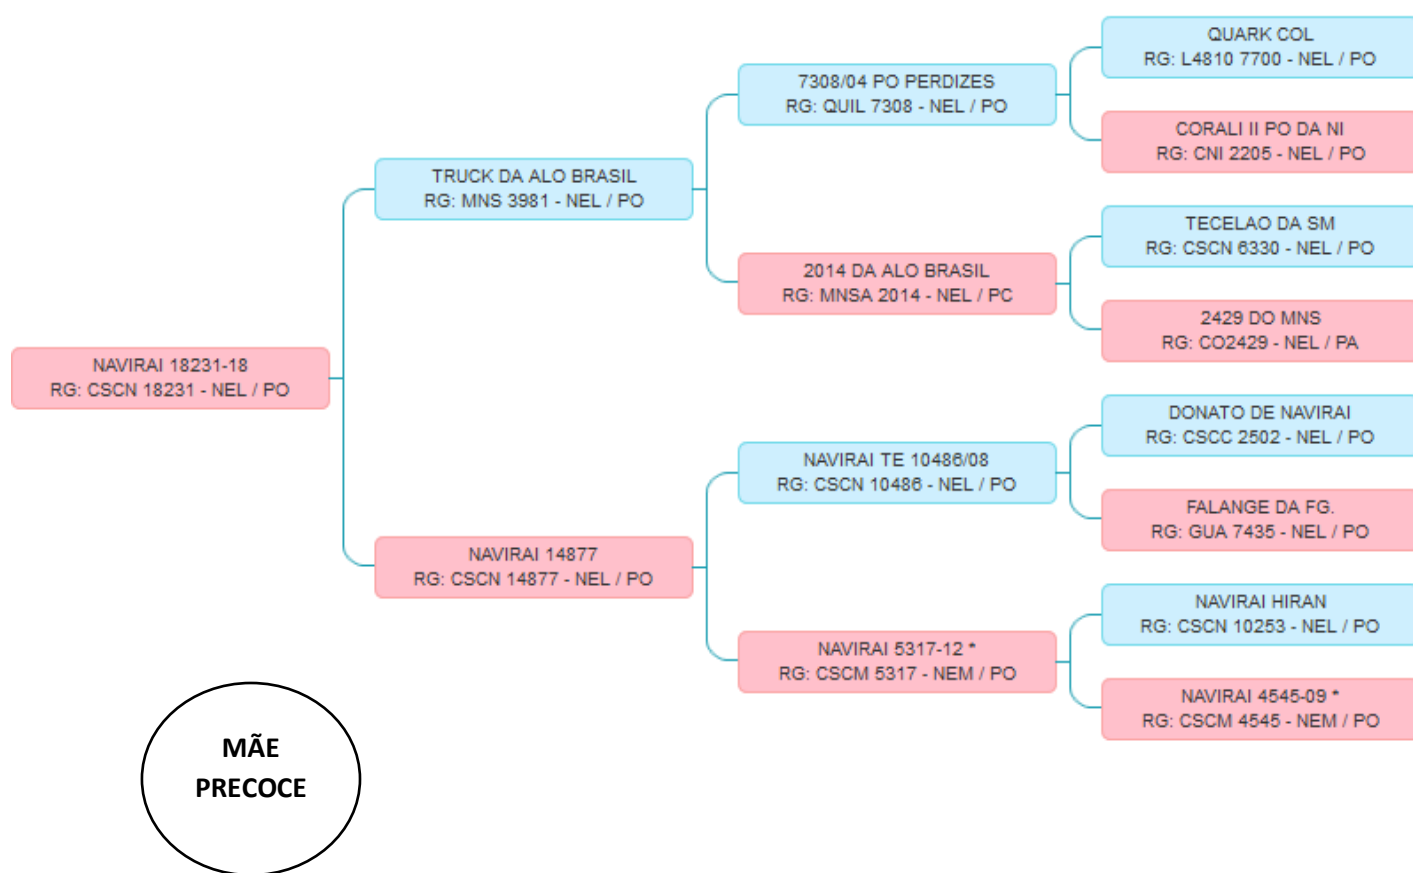 QUARK COL
RG: L4810 7700 - NEL / PO
7308/04 PO PERDIZES
RG: QUIL 7308 - NEL / PO
CORALI II PO DA NI
RG: CNI 2205 - NEL / PO
TRUCK DA ALO BRASIL
RG: MNS 3981 - NEL / PO
TECELAO DA SM
RG: CSCN 6330 - NEL / PO
2014 DA ALO BRASIL
RG: MNSA 2014 - NEL / PC
2429 DO MNS
RG: CO2429 - NEL / PA
NAVIRAI 18231-18
RG: CSCN 18231 - NEL / PO
DONATO DE NAVIRAI
RG: CSCC 2502 - NEL / PO
NAVIRAI TE 10486/08
RG: CSCN 10486 - NEL / PO
FALANGE DA FG.
RG: GUA 7435 - NEL / PO
NAVIRAI 14877
RG: CSCN 14877 - NEL / PO
NAVIRAI HIRAN
RG: CSCN 10253 - NEL / PO
NAVIRAI 5317-12 *
RG: CSCM 5317 - NEM / PO
NAVIRAI 4545-09 *
RG: CSCM 4545 - NEM / PO
MÃE
PRECOCE